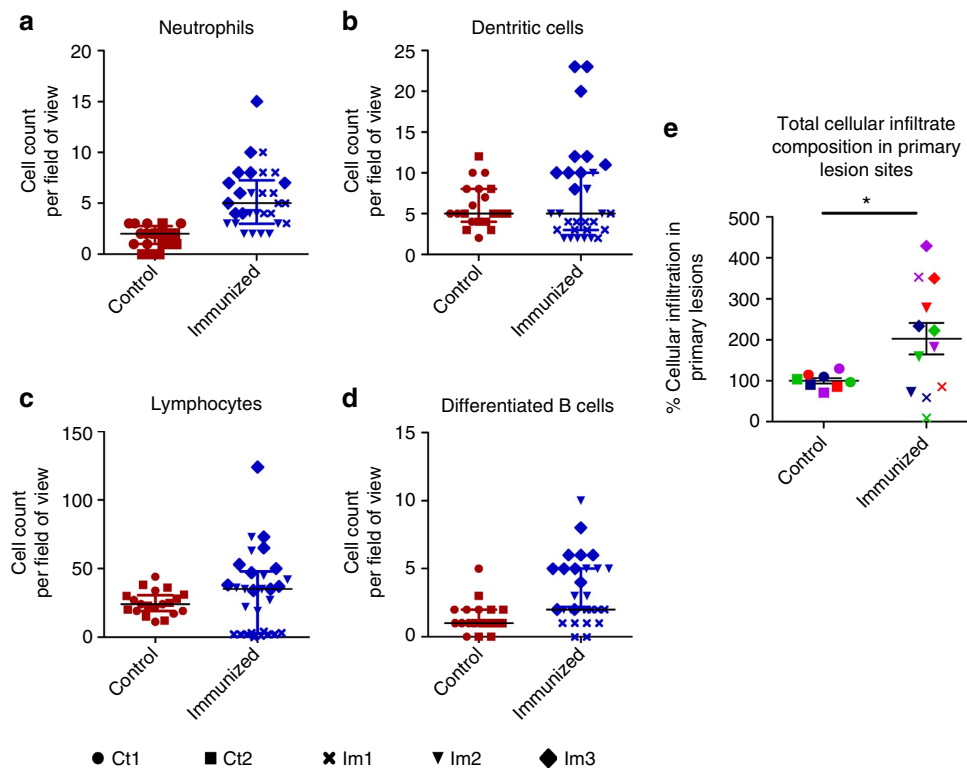 a
Neutrophils
20
15
10
5
0
Cell count
per field of view
Control
Immunized
b
Dentritic cells
25
20
15
10
5
0
Cell count
per field of view
Control
Immunized
c
Lymphocytes
150
100
50
0
Cell count
per field of view
Control
Immunized
d
Differentiated B cells
15
10
5
0
Cell count
per field of view
Control
Immunized
e
Total cellular infiltrate
composition in primary
lesion sites
*
500
400
300
200
100
0
% Cellular infiltration in
primary lesions
Control
Immunized
Ct1
Ct2
Im1
Im2
Im3